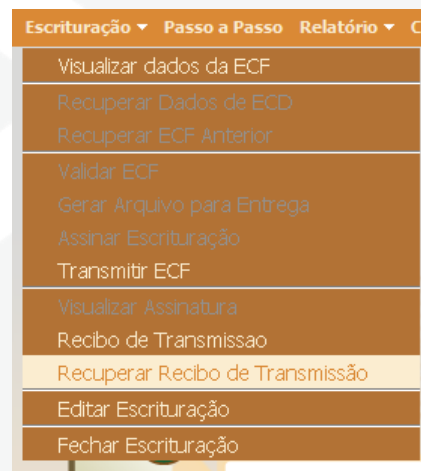 Escrituração Passo a Passo Relatório C
Visualizar dados da ECF
Recuperar Dados de ECD
Recuperar ECF Anterior
Validar ECF
Gerar Arquivo para Entrega
Assinar Escrituração
Transmitir ECF
Visualizar Assinatura
Recibo de Transmissao
Recuperar Recibo de Transmissão
Editar Escrituração
Fechar Escrituração